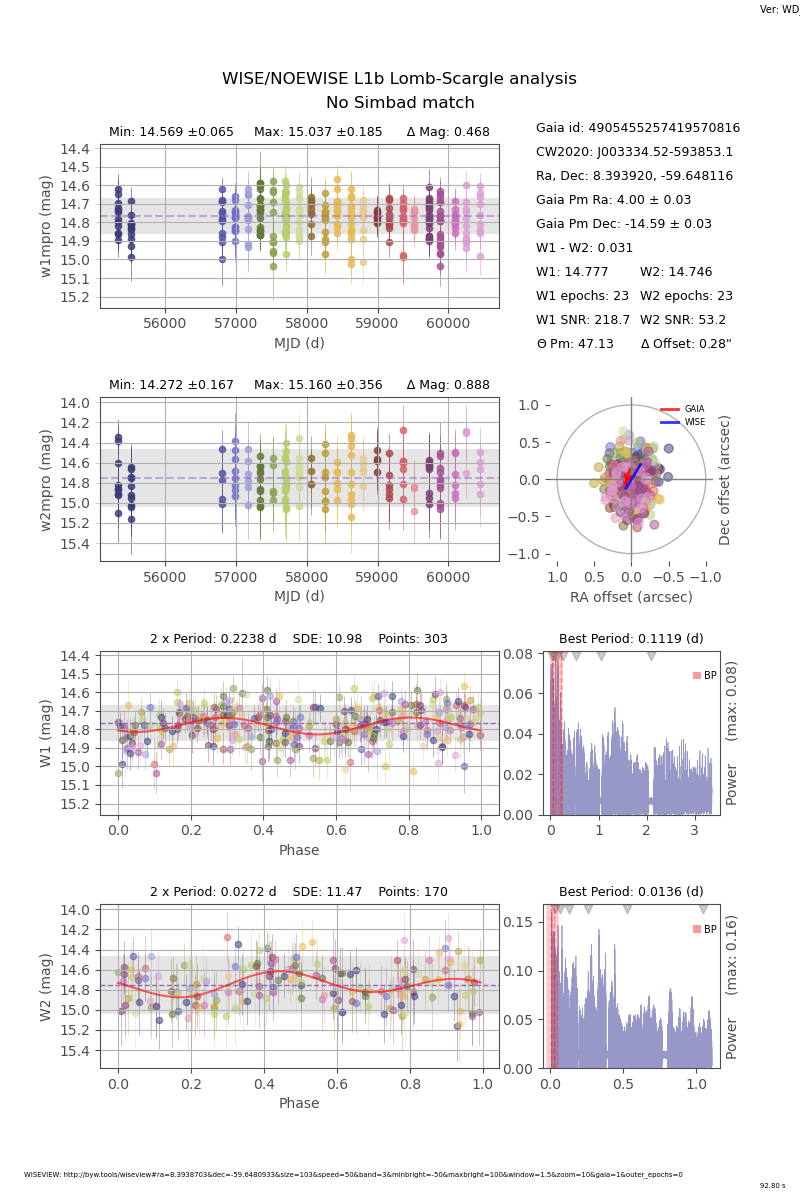 Ver: WD_
WISE/NOEWISE L1b Lomb-Scargle analysis
No Simbad match
Min: 14.569 ±0.065 Max: 15.037 ±0.185 Δ Mag: 0.468
14.4
14.5
14.6
14.7
14.8
14.9
15.0
15.1
15.2
w1mpro (mag)
56000 57000 58000 59000 60000
MJD (d)
Gaia id: 4905455257419570816
CW2020: J003334.52-593853.1
Ra, Dec: 8.393920, -59.648116
Gaia Pm Ra: 4.00 ± 0.03
Gaia Pm Dec: -14.59 ± 0.03
W1 - W2: 0.031
W1: 14.777 W2: 14.746
W1 epochs: 23 W2 epochs: 23
W1 SNR: 218.7 W2 SNR: 53.2
Θ Pm: 47.13 Δ Offset: 0.28"
Min: 14.272 ±0.167 Max: 15.160 ±0.356 Δ Mag: 0.888
14.0
14.2
14.4
14.6
14.8
15.0
15.2
15.4
w2mpro (mag)
56000 57000 58000 59000 60000
MJD (d)
GAIA
WISE
1.0
0.5
0.0
−0.5
−1.0
Dec offset (arcsec)
1.0 0.5 0.0 −0.5 −1.0
RA offset (arcsec)
2 x Period: 0.2238 d SDE: 10.98 Points: 303
14.4
14.5
14.6
14.7
14.8
14.9
15.0
15.1
15.2
W1 (mag)
0.0 0.2 0.4 0.6 0.8 1.0
Phase
Best Period: 0.1119 (d)
BP
0.08
0.06
0.04
0.02
0.00
Power (max: 0.08)
0 1 2 3
2 x Period: 0.0272 d SDE: 11.47 Points: 170
14.0
14.2
14.4
14.6
14.8
15.0
15.2
15.4
W2 (mag)
0.0 0.2 0.4 0.6 0.8 1.0
Phase
Best Period: 0.0136 (d)
BP
0.15
0.10
0.05
0.00
Power (max: 0.16)
0.0 0.5 1.0
WISEVIEW: http://byw.tools/wiseview#ra=8.3938703&dec=-59.6480933&size=103&speed=50&band=3&minbright=-50&maxbright=100&window=1.5&zoom=10&gaia=1&outer_epochs=0
92.80 s